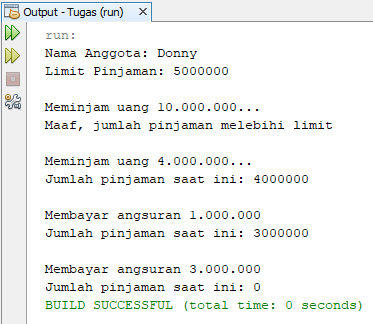 Output - Tugas (run)
run:
Nama Anggota: Donny
Limit Pinjaman: 5000000
Meminjam uang 10.000.000...
Maaf, jumlah pinjaman melebihi limit
Meminjam uang 4.000.000...
Jumlah pinjaman saat ini: 4000000
Membayar angsuran 1.000.000
Jumlah pinjaman saat ini: 3000000
Membayar angsuran 3.000.000
Jumlah pinjaman saat ini: 0
BUILD SUCCESSFUL (total time: 0 seconds)